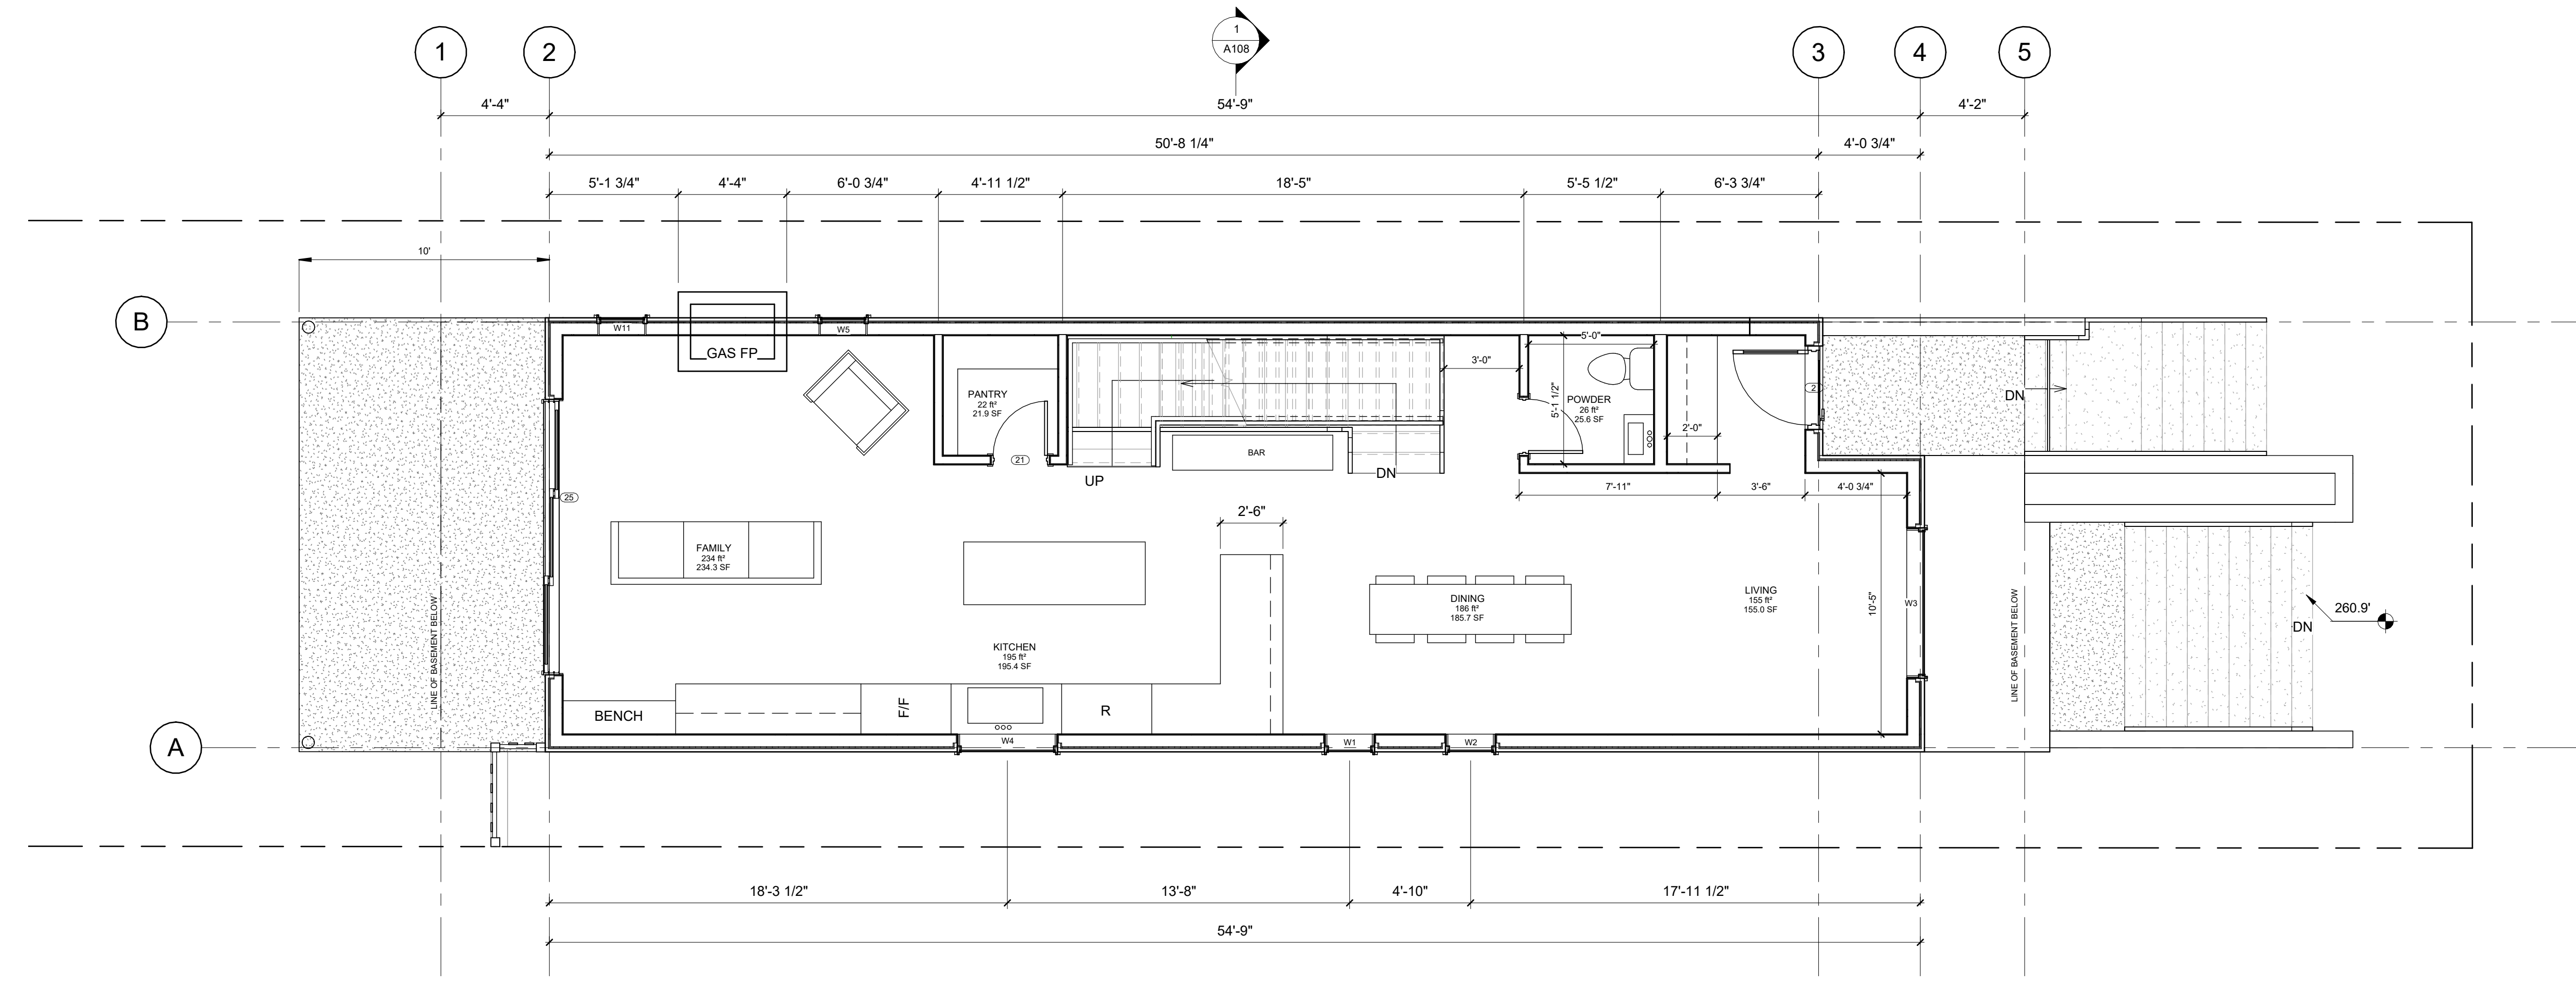 1
2
1
A108
3
4
5
4'-4"
54'-9"
4'-2"
50'-8 1/4"
4'-0 3/4"
5'-1 3/4"
4'-4"
6'-0 3/4"
4'-11 1/2"
18'-5"
5'-5 1/2"
6'-3 3/4"
10'
B
W11
W5
GAS FP
PANTRY
22 ft²
21.9 SF
21
UP
BAR
DN
3'-0"
5'-0"
5'-1 1/2"
POWDER
26 ft²
25.6 SF
2'-0"
2
DN
25
7'-11"
3'-6"
4'-0 3/4"
2'-6"
FAMILY
234 ft²
234.3 SF
DINING
186 ft²
185.7 SF
LIVING
155 ft²
155.0 SF
10'-5"
W3
LINE OF BASEMENT BELOW
LINE OF BASEMENT BELOW
260.9'
DN
KITCHEN
195 ft²
195.4 SF
BENCH
F/F
R
A
W4
W1
W2
18'-3 1/2"
13'-8"
4'-10"
17'-11 1/2"
54'-9"